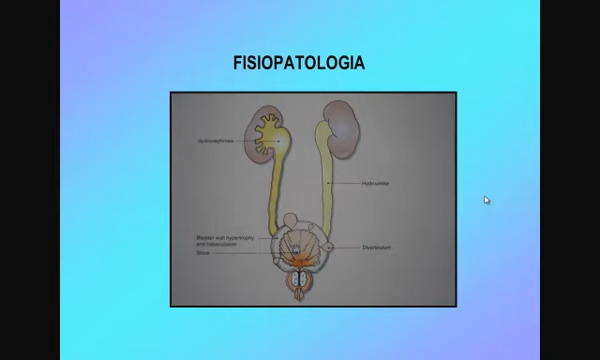 FISIOPATOLOGIA
Hydronephrosis
Hydroureter
Bladder wall hypertrophy
and trabeculation
Diverticulum
Stone